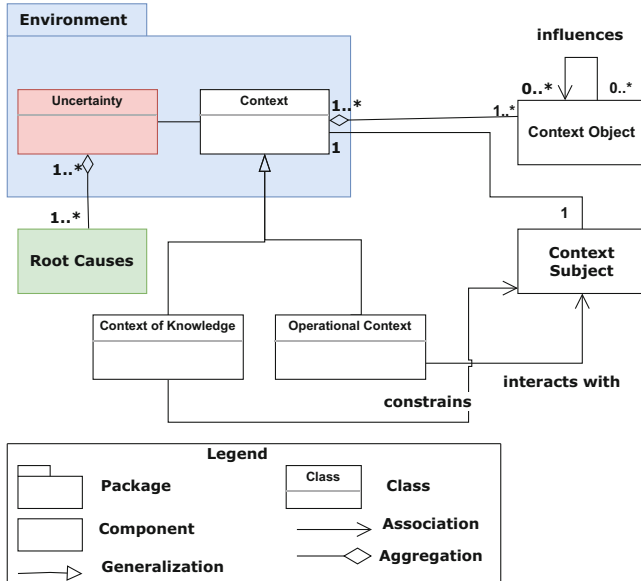 Environment
influences
Uncertainty
Context
1..*
0..*
0..*
1..*
Context Object
1
1..*
1..*
1
Root Causes
Context
Subject
Context of Knowledge
Operational Context
interacts with
constrains
Legend
Package
Class
Class
Component
Association
Aggregation
Generalization